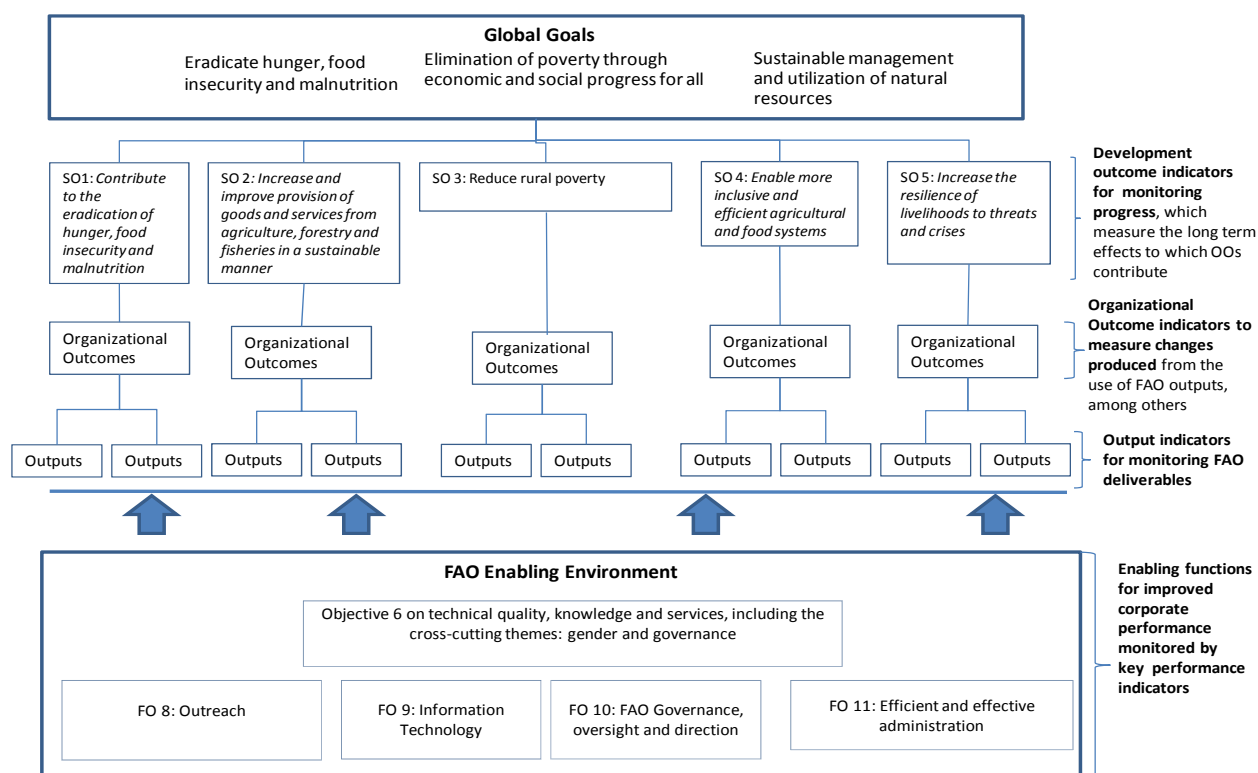 Global Goals
Eradicate hunger, food
insecurity and malnutrition
Elimination of poverty through
economic and social progress for all
Sustainable management
and utilization of natural
resources
SO1: Contribute
to the
eradication of
hunger, food
insecurity and
malnutrition
SO 2: Increase and
improve provision of
goods and services from
agriculture, forestry and
fisheries in a sustainable
manner
SO 3: Reduce rural poverty
SO 4: Enable more
inclusive and
efficient agricultural
and food systems
SO 5: Increase the
resilience of
livelihoods to threats
and crises
Development
outcome indicators
for monitoring
progress, which
measure the long term
effects to which OOs
contribute
Organizational
Outcomes
Organizational
Outcomes
Organizational
Outcomes
Organizational
Outcomes
Organizational
Outcomes
Organizational
Outcome indicators to
measure changes
produced from the
use of FAO outputs,
among others
Outputs
Outputs
Outputs
Outputs
Outputs
Outputs
Outputs
Outputs
Outputs
Outputs
Output indicators
for monitoring FAO
deliverables
FAO Enabling Environment
Objective 6 on technical quality, knowledge and services, including the
cross-cutting themes: gender and governance
FO 8: Outreach
FO 9: Information
Technology
FO 10: FAO Governance,
oversight and direction
FO 11: Efficient and effective
administration
Enabling functions
for improved
corporate
performance
monitored by
key performance
indicators